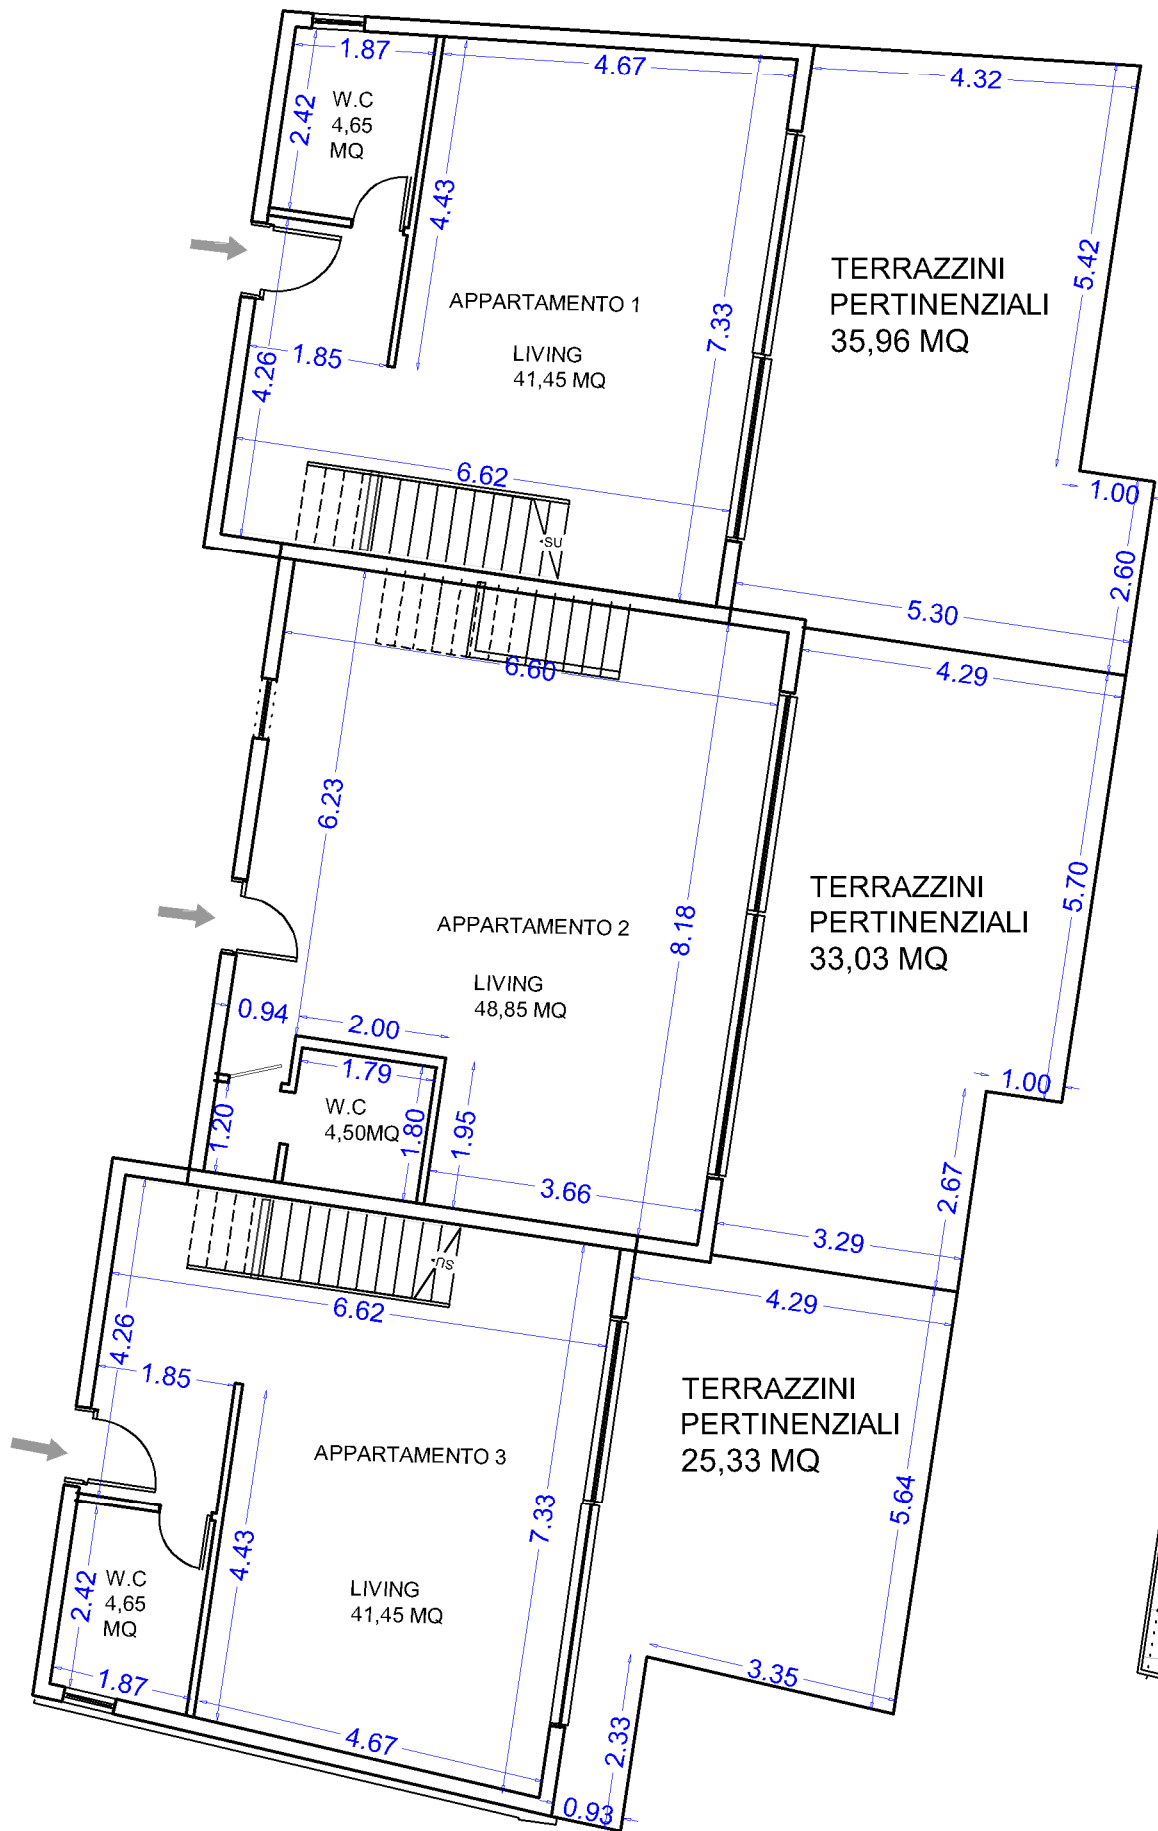 1.87
4.67
4.32
W.C
4,65
MQ
2.42
4.43
5.42
TERRAZZINI
PERTINENZIALI
35,96 MQ
APPARTAMENTO 1
7.33
LIVING
41,45 MQ
1.85
4.26
6.62
1.00
SU
2.60
5.30
6.60
4.29
6.23
5.70
TERRAZZINI
PERTINENZIALI
33,03 MQ
APPARTAMENTO 2
8.18
LIVING
48,85 MQ
0.94
2.00
1.79
1.00
W.C
4,50MQ
1.20
1.80
1.95
3.66
2.67
3.29
SU
6.62
4.29
4.26
1.85
TERRAZZINI
PERTINENZIALI
25,33 MQ
APPARTAMENTO 3
5.64
7.33
4.43
W.C
4,65
MQ
2.42
LIVING
41,45 MQ
1.87
3.35
4.67
2.33
0.93